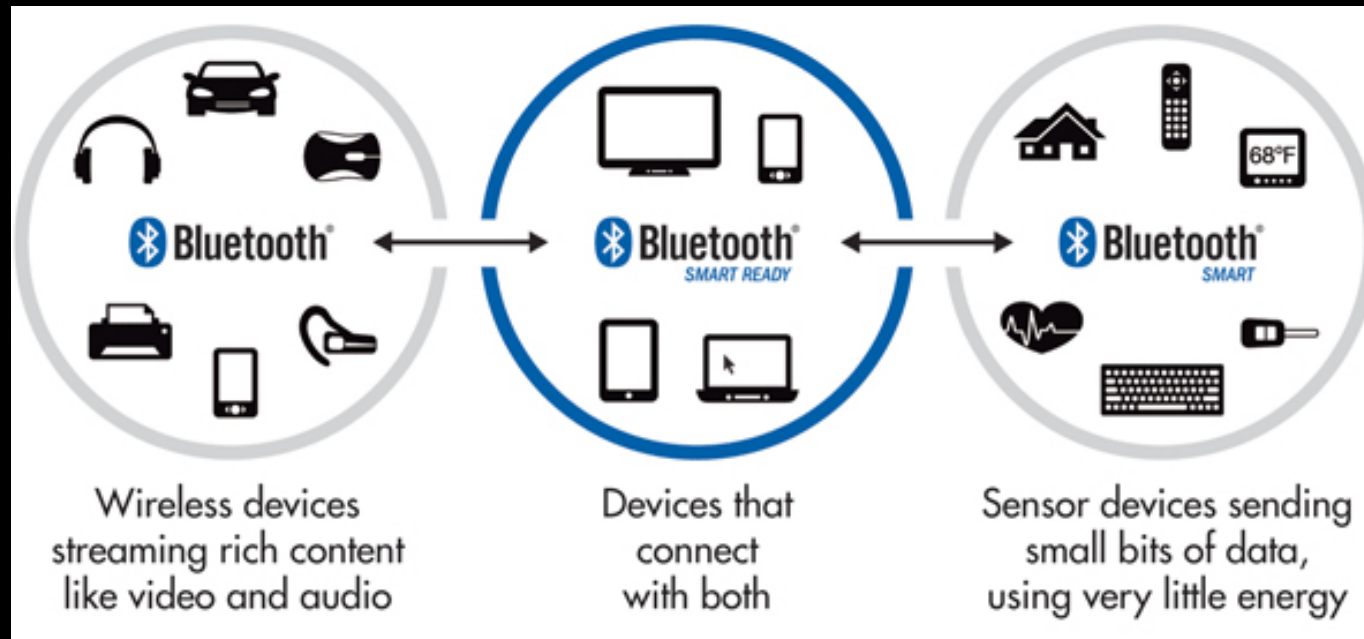 68°F
Bluetooth®
Bluetooth®
SMART READY
Bluetooth®
SMART
Wireless devices
streaming rich content
like video and audio
Devices that
connect
with both
Sensor devices sending
small bits of data,
using very little energy